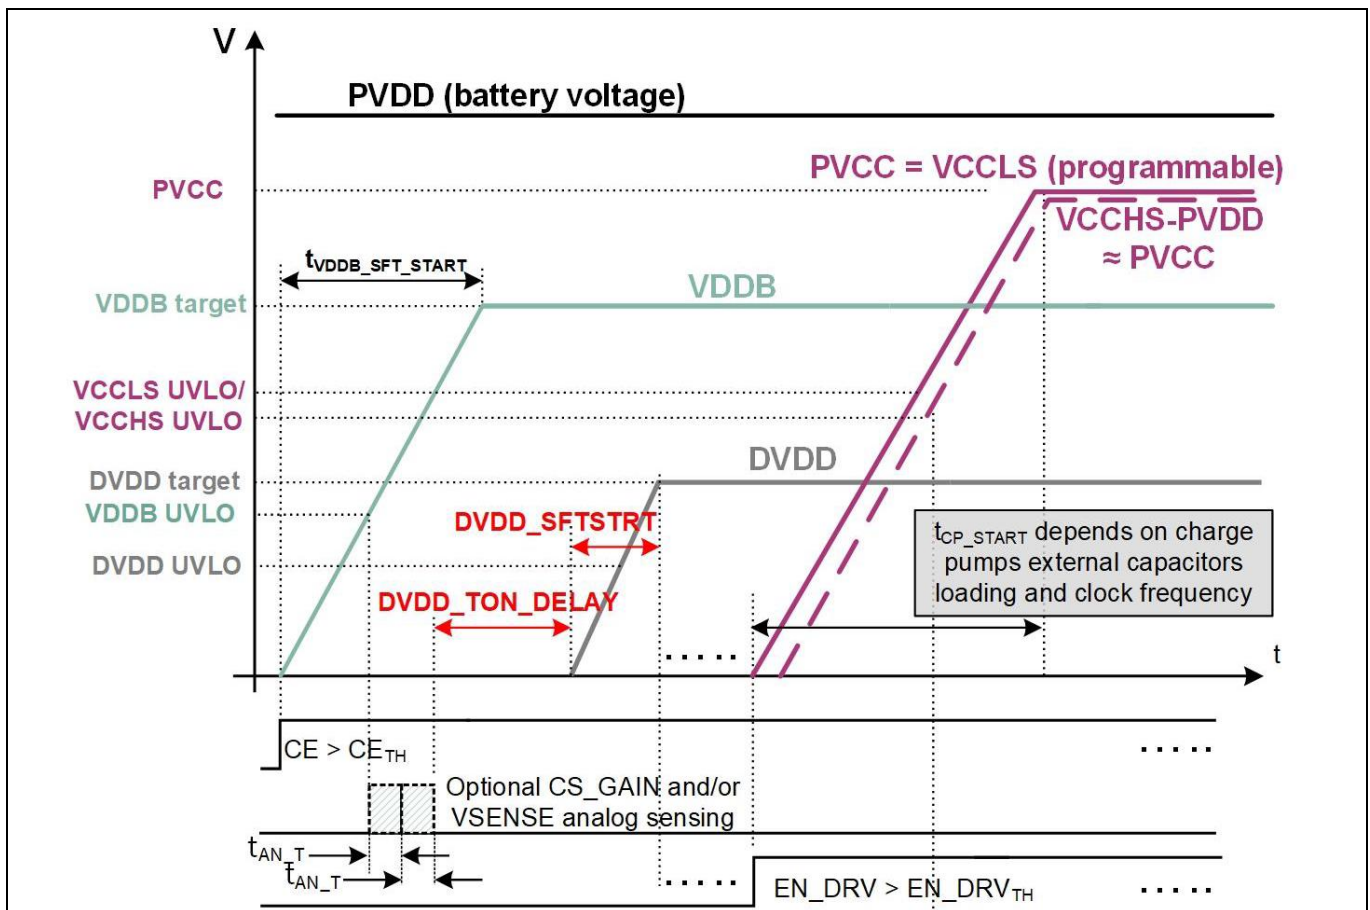 V
PVDD (battery voltage)
PVCC = VCCLS (programmable)
PVCC
VCCHS-PVDD
≈ PVCC
tVDDB_SFT_START
VDDB
VDDB target
VCCLS UVLO/
VCCHS UVLO
DVDD
DVDD target
VDDB UVLO
DVDD_SFTSTRT
DVDD UVLO
tCP_START depends on charge
pumps external capacitors
loading and clock frequency
DVDD_TON_DELAY
.....
t
CE > CETH
.....
Optional CS_GAIN and/or
VSENSE analog sensing
tAN_T
tAN_T
.....
EN_DRV > EN_DRVTH
.....